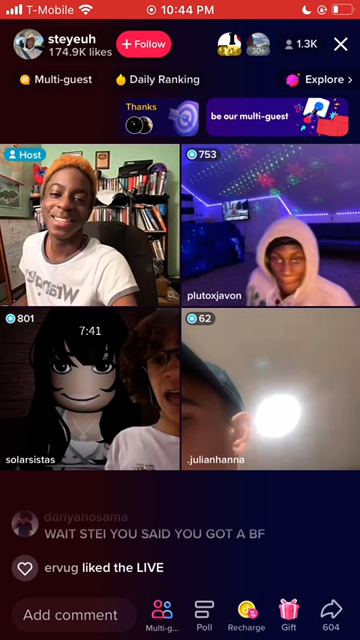 T-Mobile
10:44 PM
steyeuh
174.9K likes
+ Follow
30+
1.3K
Multi-guest
Daily Ranking
Explore >
Thanks
be our multi-guest
Host
753
plutoxjavon
801
7:41
solarsistas
62
.julianhanna
dariyahosama
WAIT STEI YOU SAID YOU GOT A BF
ervug liked the LIVE
Add comment
Multi-g...
Poll
Recharge
Gift
604